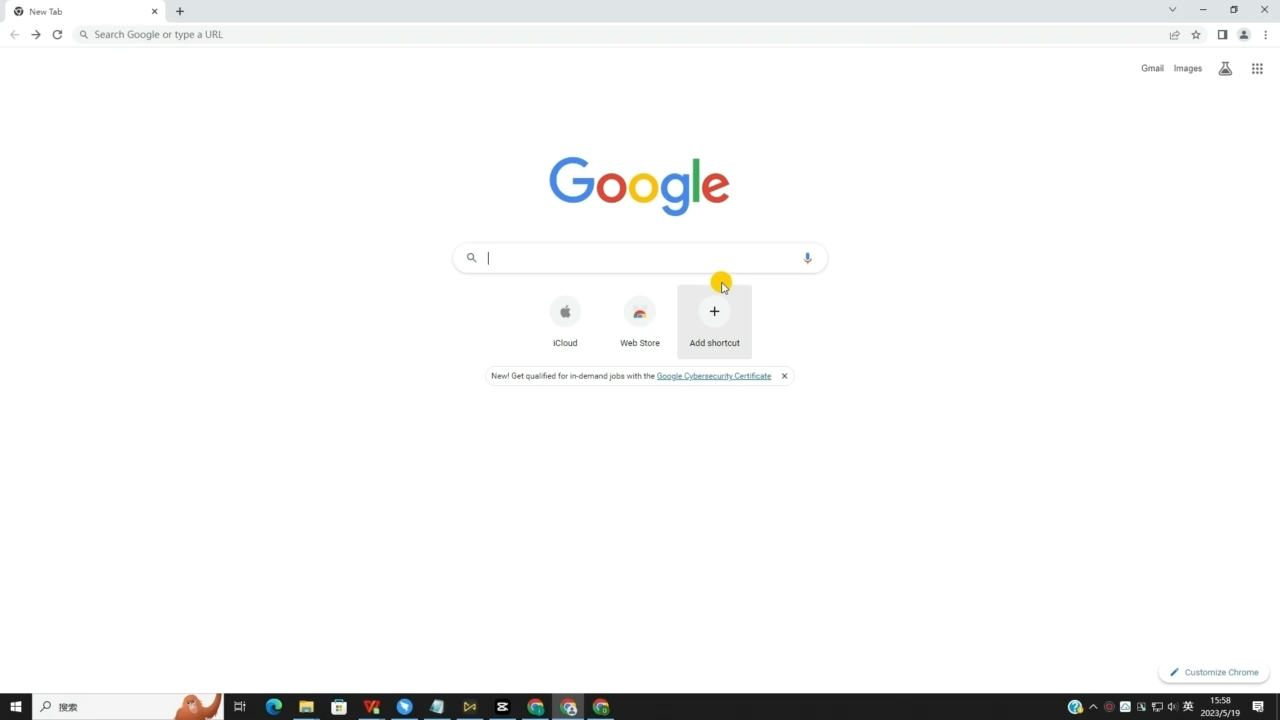 New Tab
Search Google or type a URL
Gmail Images
Google
iCloud
Web Store
Add shortcut
New! Get qualified for in-demand jobs with the Google Cybersecurity Certificate
Customize Chrome
搜索
英
15:58
2023/5/19